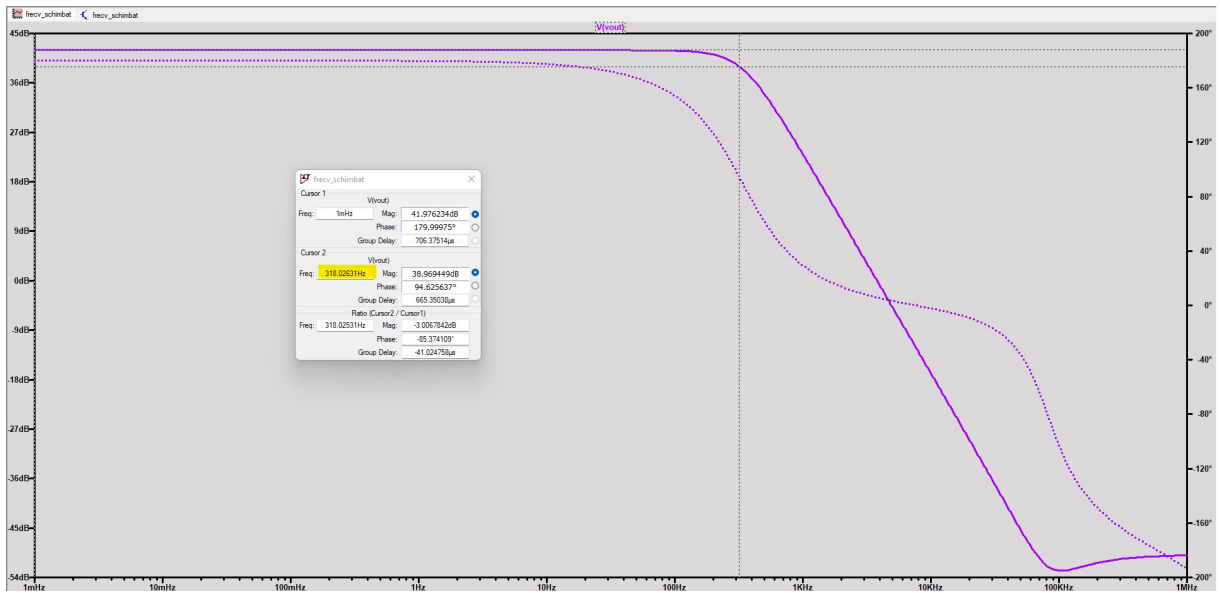 frecv_schimbat frecv_schimbat
V(vout)
45dB 200°
36dB 160°
27dB 120°
18dB 80°
9dB 40°
0dB 0°
-9dB -40°
-18dB -80°
-27dB -120°
-36dB -160°
-45dB -200°
-54dB
frecv_schimbat
Cursor 1
V(vout)
Freq: 1mHz Mag: 41.976234dB
Phase: 179.99975°
Group Delay: 706.37514µs
Cursor 2
V(vout)
Freq: 318.02631Hz Mag: 38.969449dB
Phase: 94.625637°
Group Delay: 665.35038µs
Ratio (Cursor2 / Cursor1)
Freq: 318.02531Hz Mag: -3.0067842dB
Phase: -85.374109°
Group Delay: -41.024758µs
1mHz 10mHz 100mHz 1Hz 10Hz 100Hz 1KHz 10KHz 100KHz 1MHz